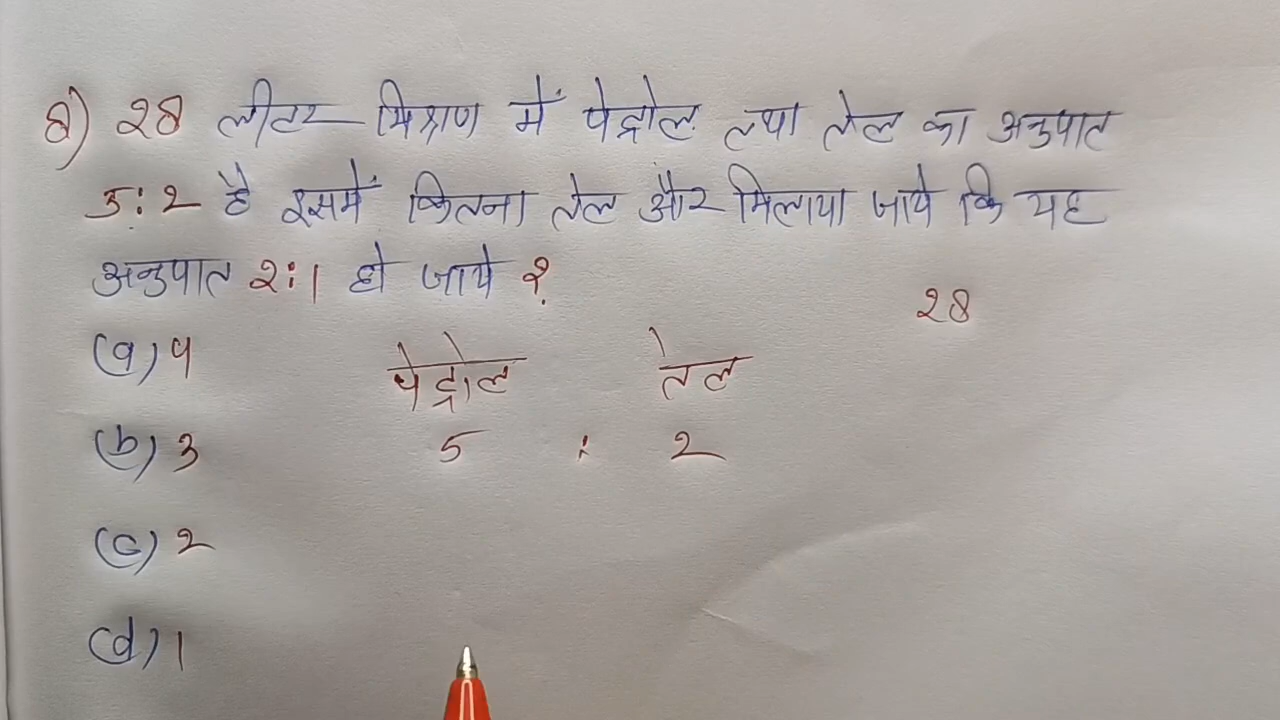 8) 28 लीटर मिश्रण में पेट्रोल तथा तेल का अनुपात
5:2 है इसमें कितना तेल और मिलाया जाये कि यह
अनुपात 2:1 हो जाये ?
28
(a) 4
पेट्रोल तेल
(b) 3
5 : 2
(c) 2
(d) 1